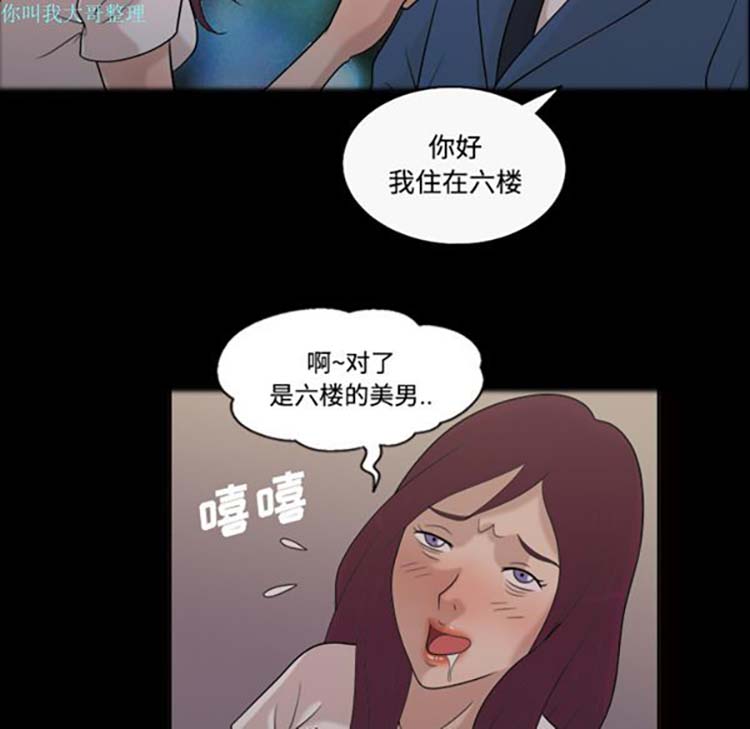 你叫我大哥整理
你好
我住在六楼
啊~对了
是六楼的美男..
嘻嘻